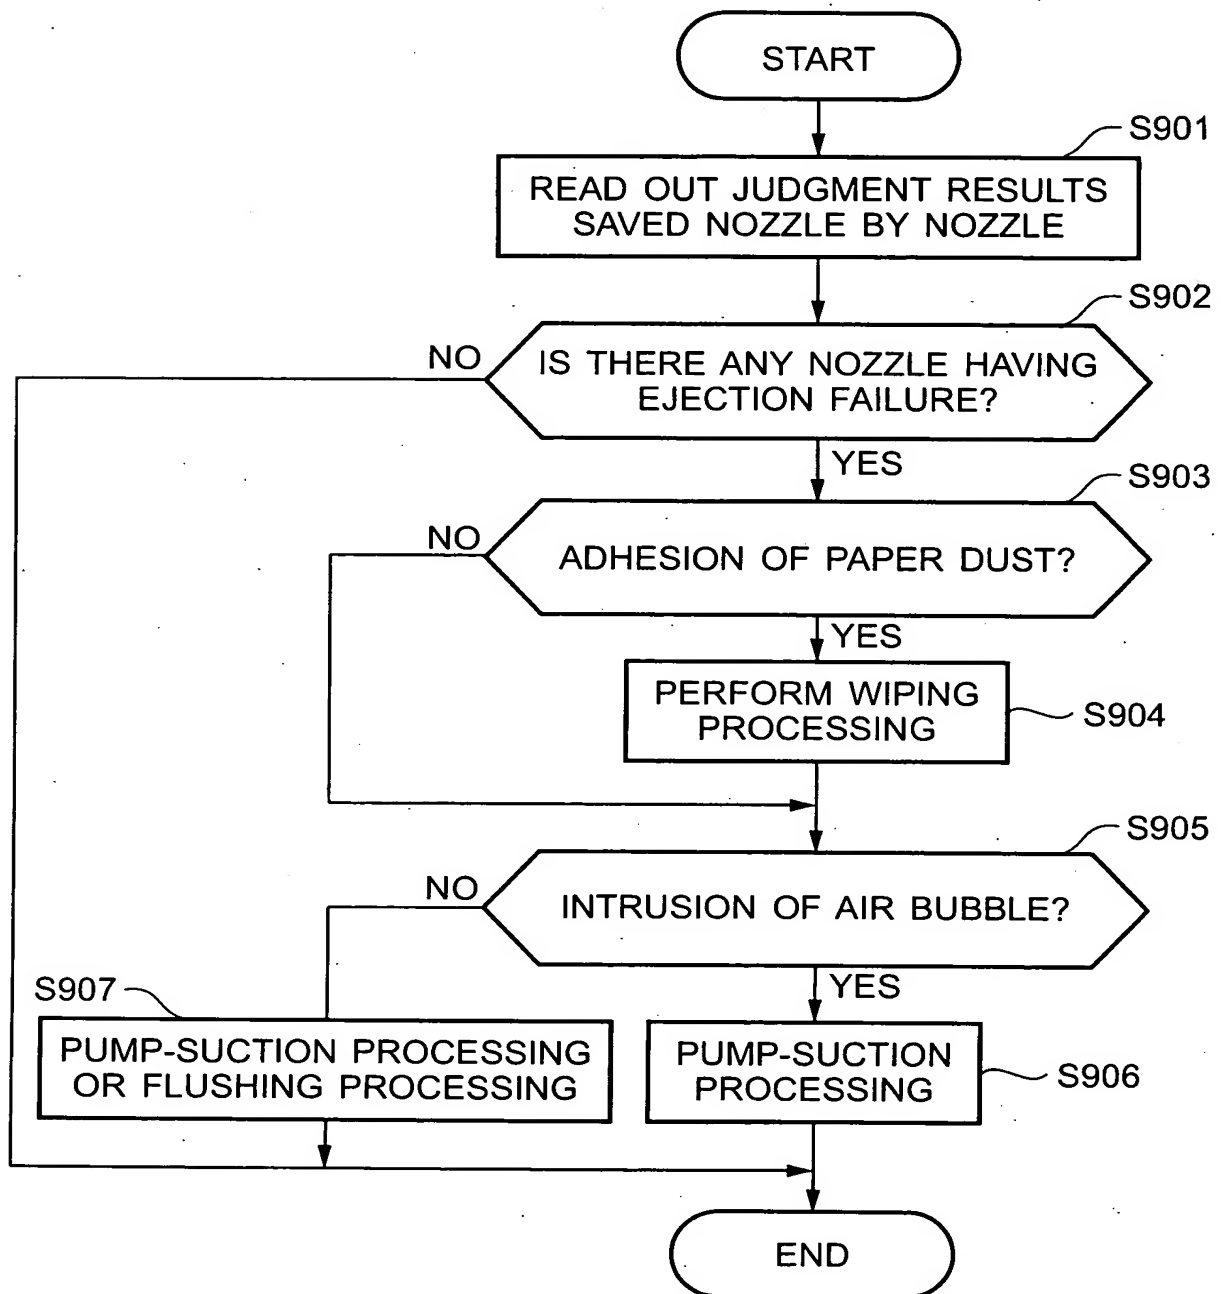 START
S901
READ OUT JUDGMENT RESULTS
SAVED NOZZLE BY NOZZLE
S902
NO
IS THERE ANY NOZZLE HAVING
EJECTION FAILURE?
YES
S903
NO
ADHESION OF PAPER DUST?
YES
PERFORM WIPING
PROCESSING
S904
S905
NO
INTRUSION OF AIR BUBBLE?
YES
S907
PUMP-SUCTION PROCESSING
OR FLUSHING PROCESSING
PUMP-SUCTION
PROCESSING
S906
END